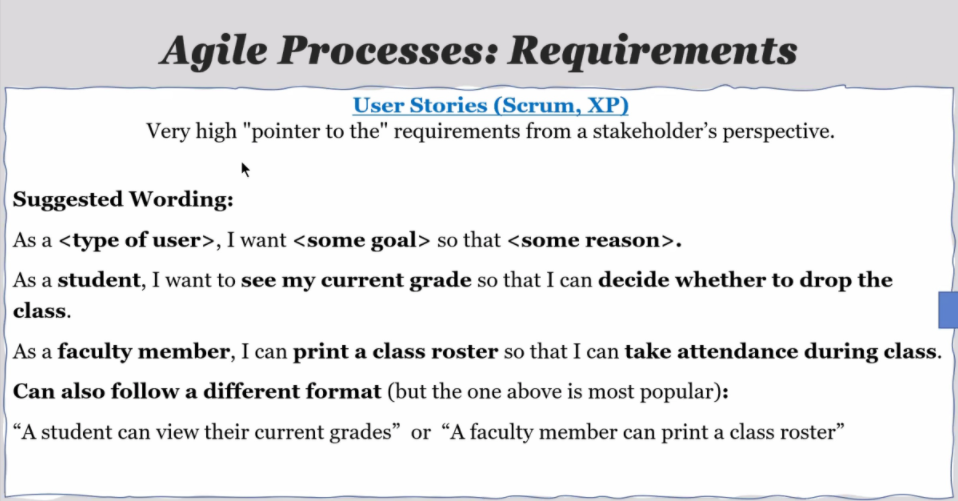 Agile Processes: Requirements
User Stories (Scrum, XP)
Very high "pointer to the" requirements from a stakeholder’s perspective.
Suggested Wording:
As a <type of user>, I want <some goal> so that <some reason>.
As a student, I want to see my current grade so that I can decide whether to drop the
class.
As a faculty member, I can print a class roster so that I can take attendance during class.
Can also follow a different format (but the one above is most popular):
“A student can view their current grades” or “A faculty member can print a class roster”